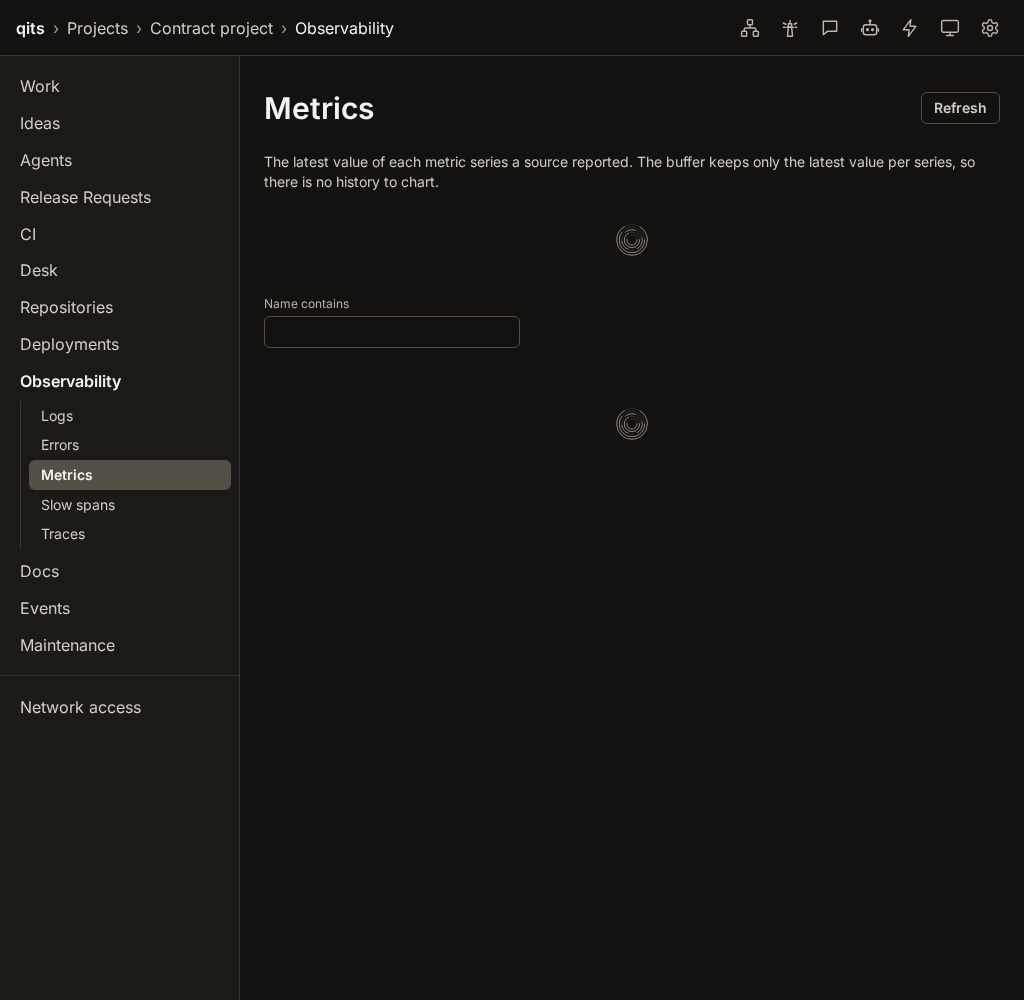 qits › Projects › Contract project › Observability
Work
Ideas
Agents
Release Requests
CI
Desk
Repositories
Deployments
Observability
Logs
Errors
Metrics
Slow spans
Traces
Docs
Events
Maintenance
Network access
Metrics
Refresh
The latest value of each metric series a source reported. The buffer keeps only the latest value per series, so
there is no history to chart.
Name contains